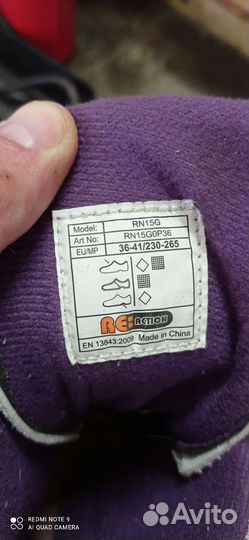 Model: RN15G
Art No: RN15G0P36
EU/MP 36-41/230-265
RE:ACTION
EN 13843:2009 Made in China
REDMI NOTE 9
AI QUAD CAMERA
Avito